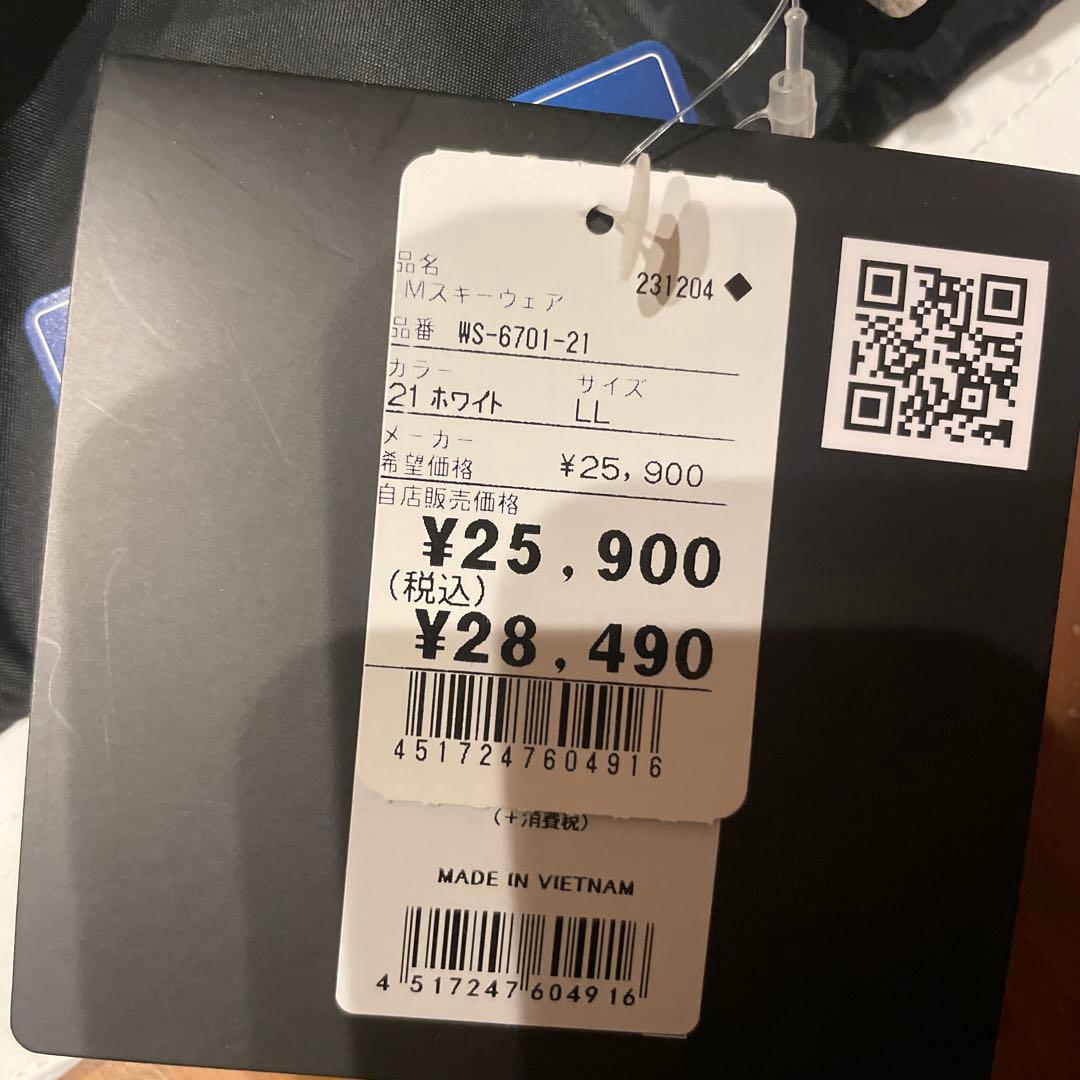 品名
231204◆
Mスキーウェア
品番 WS-6701-21
カラー サイズ
21 ホワイト LL
メーカー
希望価格 ¥25,900
自店販売価格
¥25,900
(税込)
¥28,490
4517247604916
(+消費税)
MADE IN VIETNAM
4 517247 604916